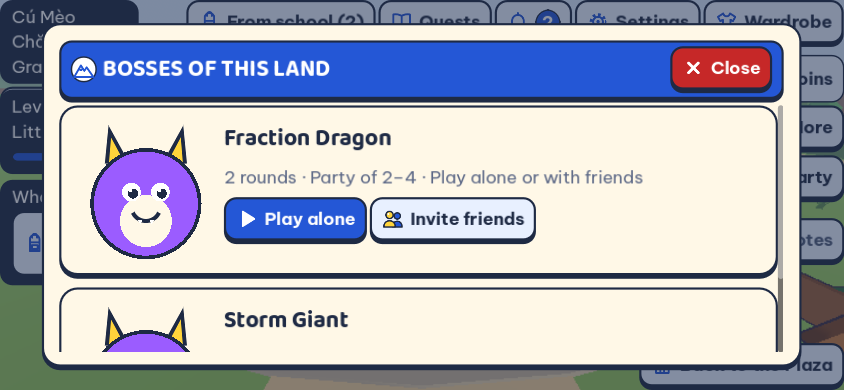 Cú Mèo
From school (2)
Quests
2
Settings
Wardrobe
BOSSES OF THIS LAND
Close
Fraction Dragon
2 rounds · Party of 2–4 · Play alone or with friends
Play alone
Invite friends
Storm Giant